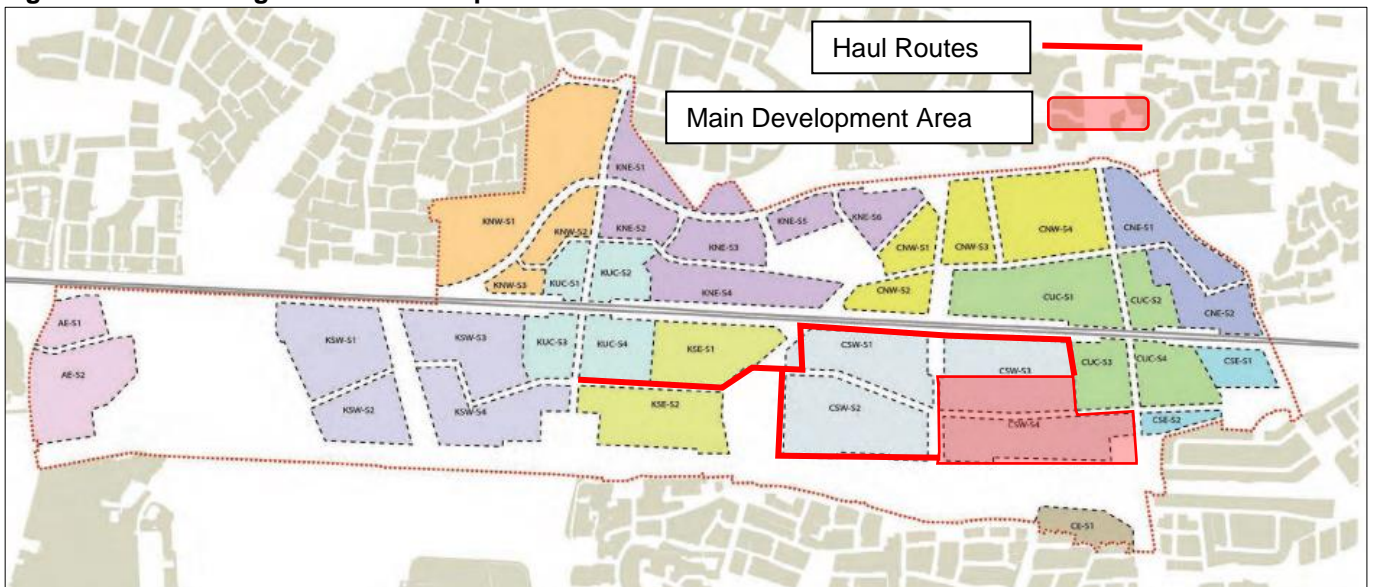 Haul Routes
Main Development Area
KNE-S1
KNW-S1
KNW-S2
KNE-S2
KNE-S3
KNE-S5
KNE-S6
CNW-S1
CNW-S3
CNW-S4
CNE-S1
KNW-S3
KUC-S1
KUC-S2
KNE-S4
CNW-S2
CUC-S1
CUC-S2
CNE-S2
AE-S1
AE-S2
KSW-S1
KSW-S3
KUC-S3
KUC-S4
KSE-S1
CSW-S1
CSW-S3
CUC-S3
CUC-S4
CSE-S1
KSW-S2
KSW-S4
KSE-S2
CSW-S2
CSW-S4
CSE-S2
CE-S1